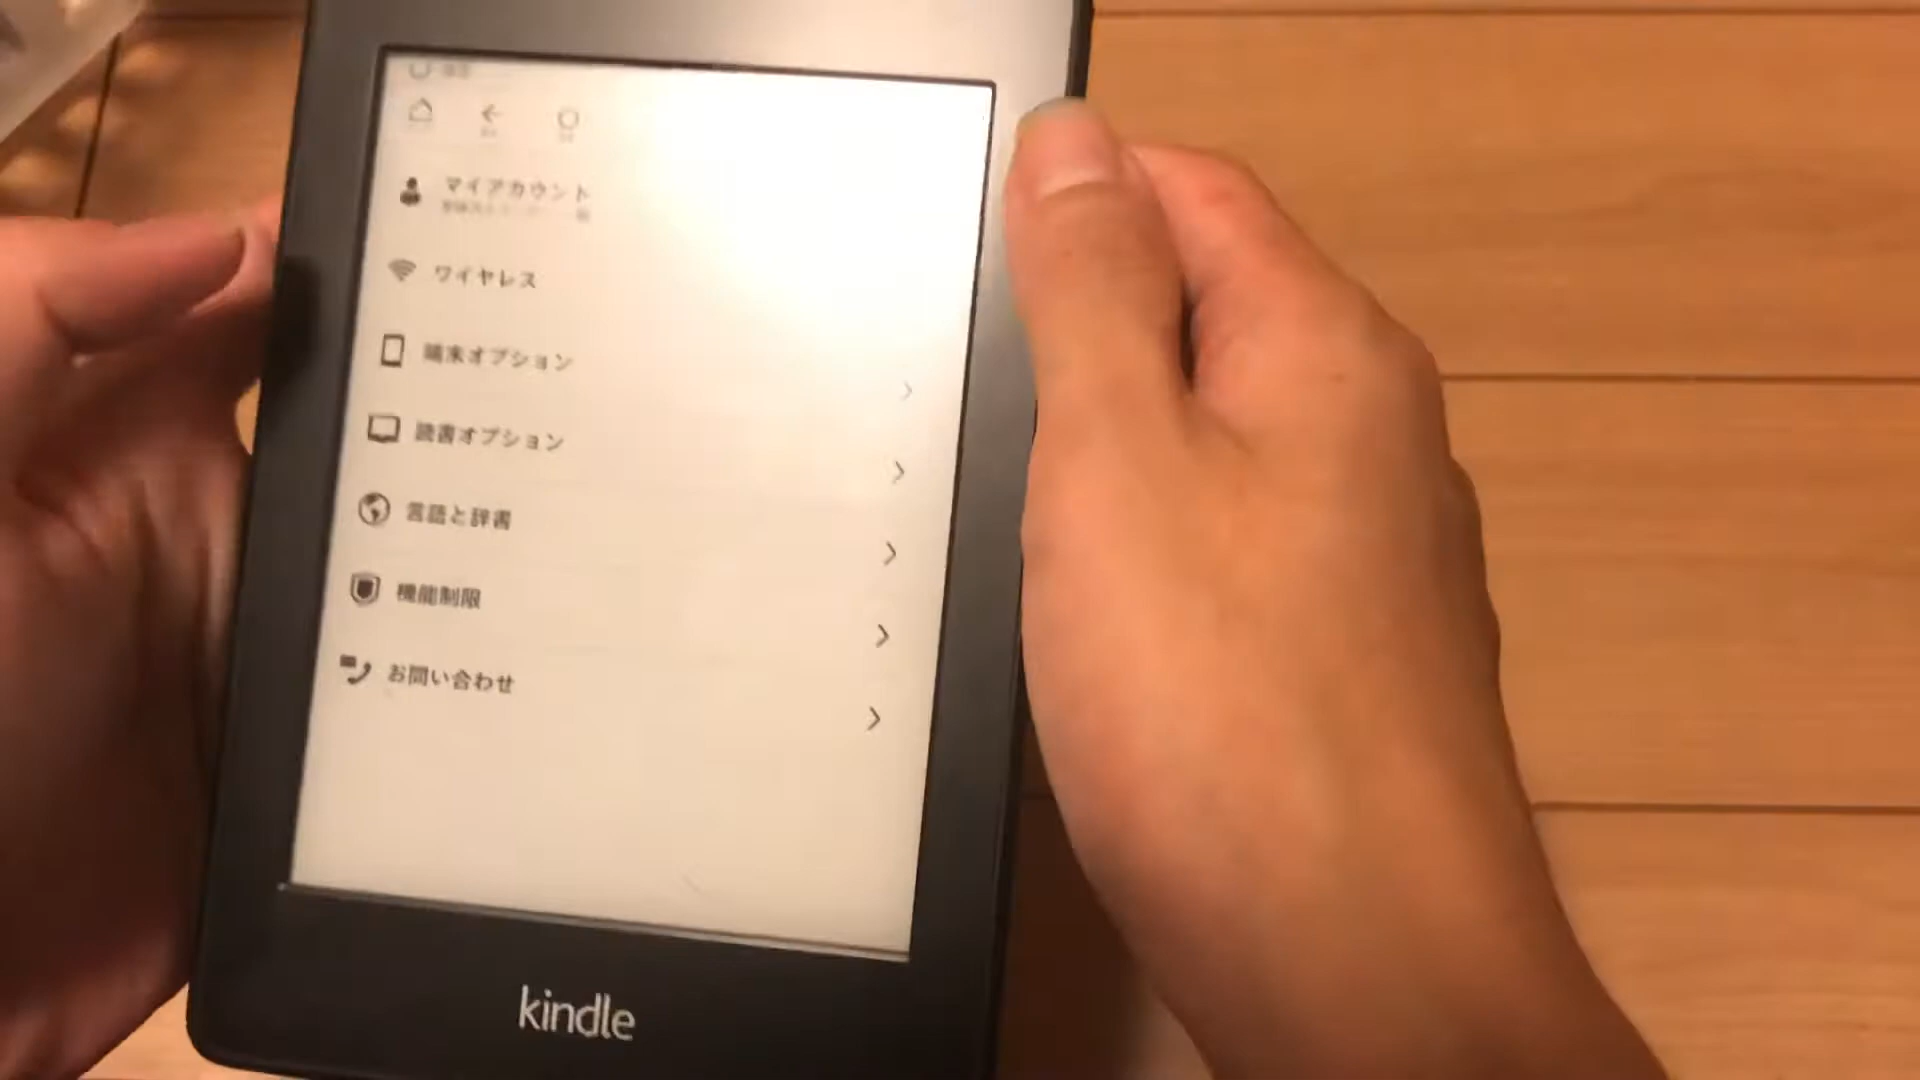 マイアカウント
ワイヤレス
端末オプション
読書オプション
言語と辞書
機能制限
お問い合わせ
kindle